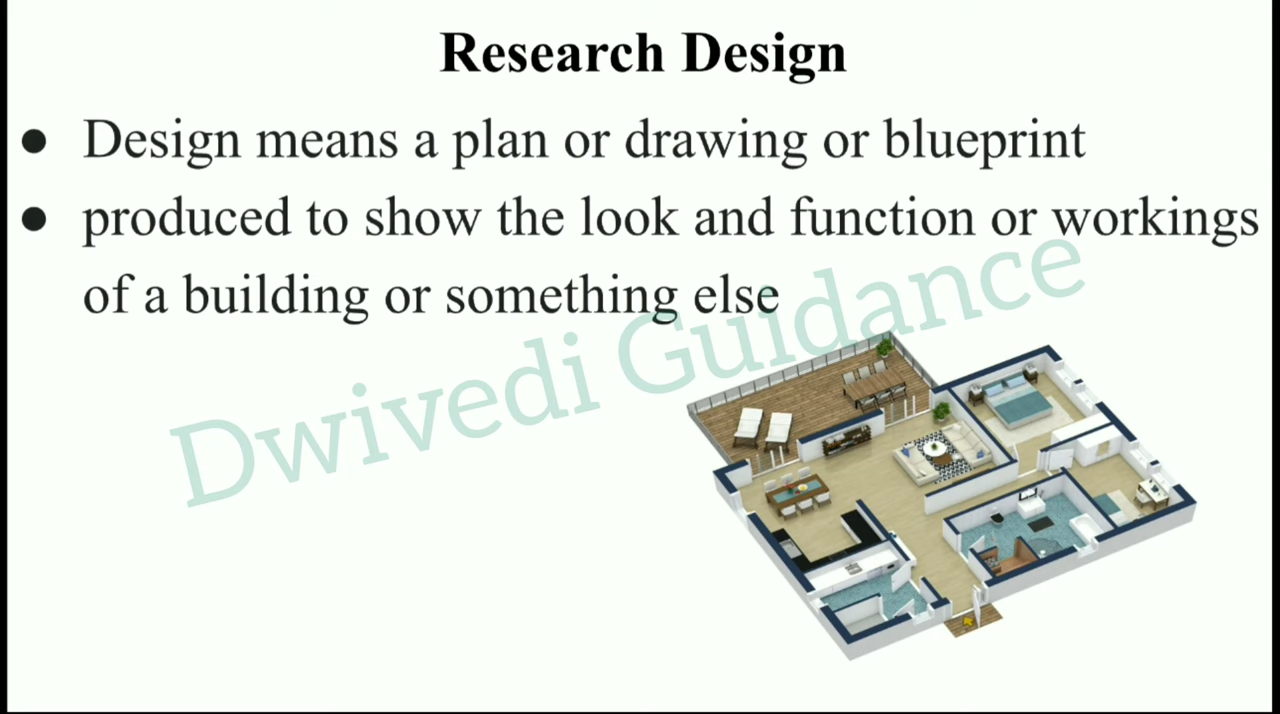 Research Design
● Design means a plan or drawing or blueprint
● produced to show the look and function or workings
of a building or something else
Dwivedi Guidance